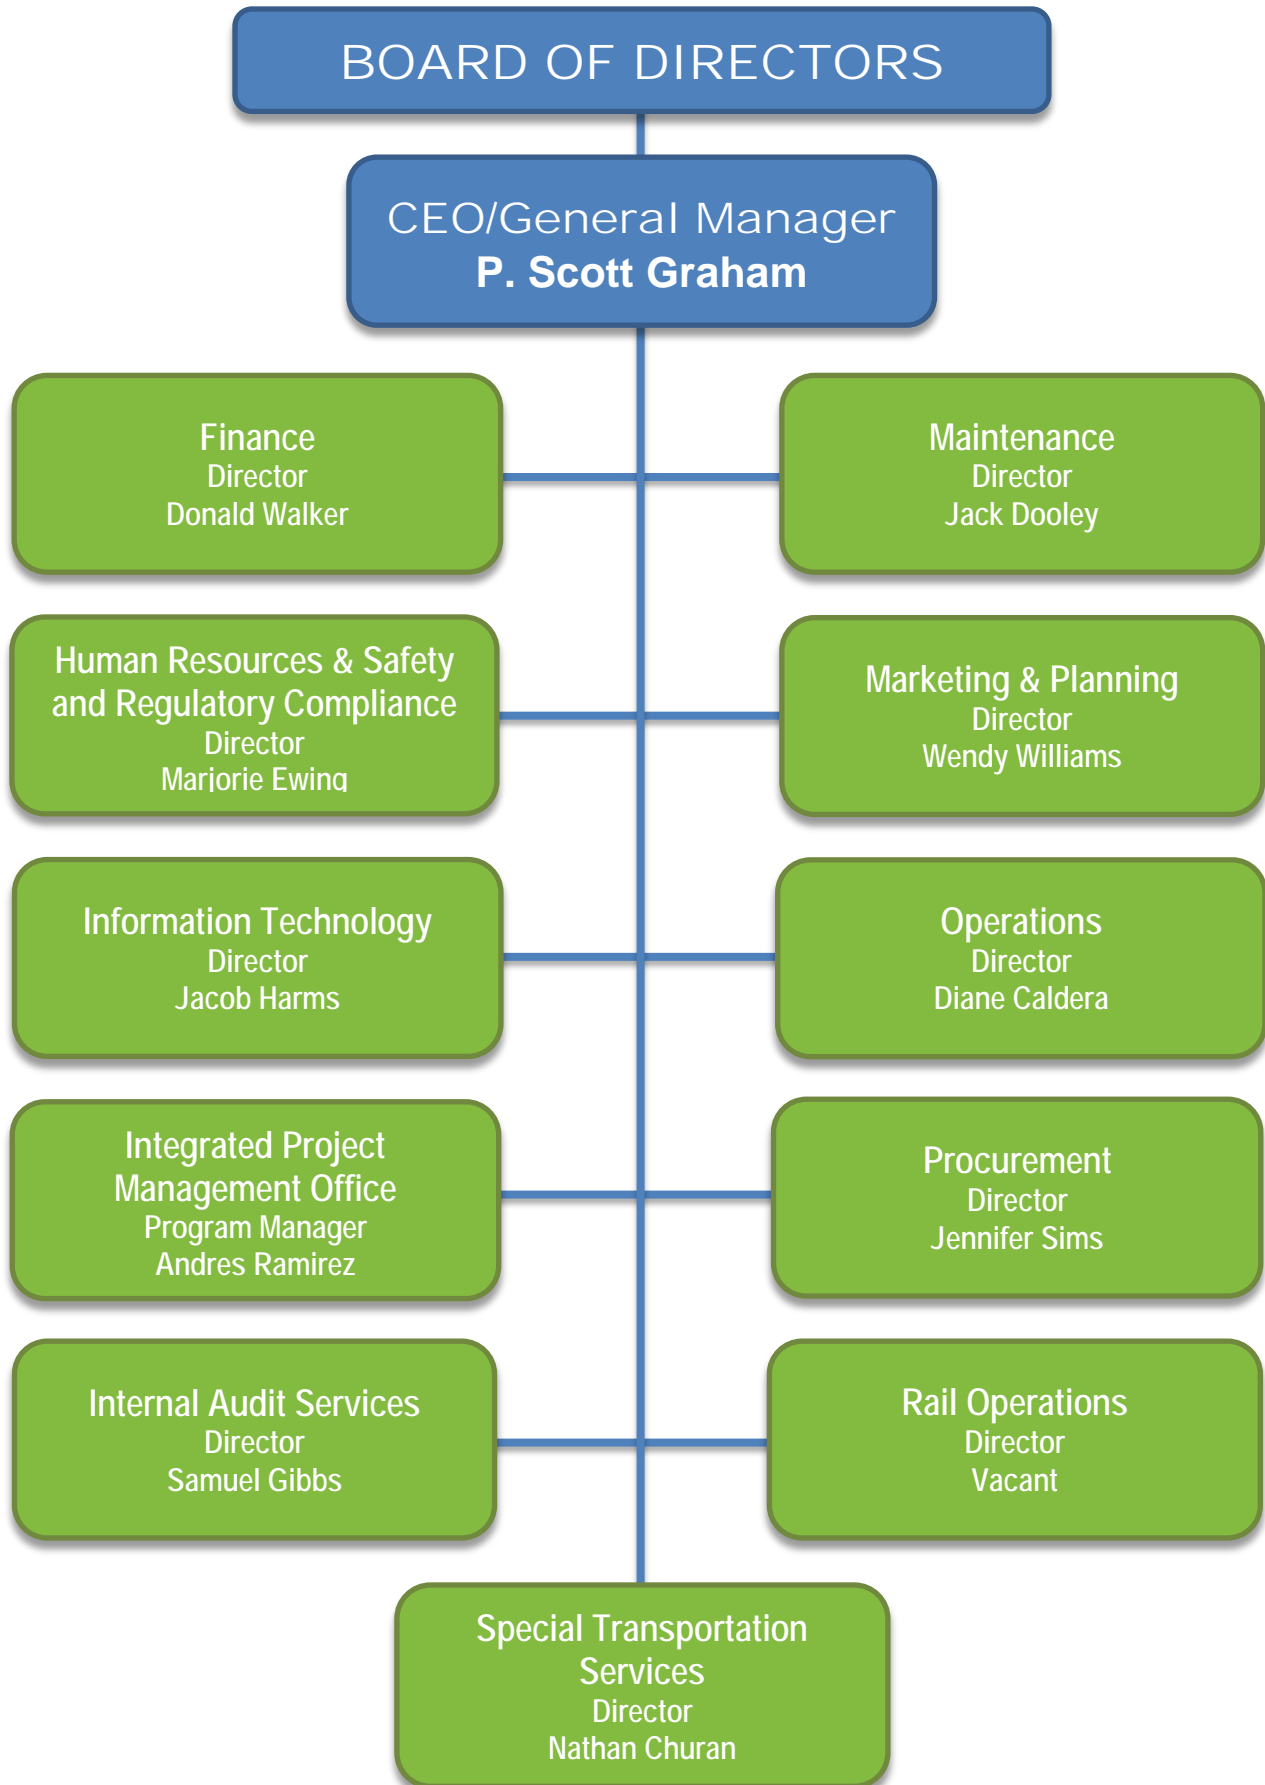 BOARD OF DIRECTORS
CEO/General Manager
P. Scott Graham
Finance
Director
Donald Walker
Maintenance
Director
Jack Dooley
Human Resources & Safety
and Regulatory Compliance
Director
Marjorie Ewing
Marketing & Planning
Director
Wendy Williams
Information Technology
Director
Jacob Harms
Operations
Director
Diane Caldera
Integrated Project
Management Office
Program Manager
Andres Ramirez
Procurement
Director
Jennifer Sims
Internal Audit Services
Director
Samuel Gibbs
Rail Operations
Director
Vacant
Special Transportation
Services
Director
Nathan Churan